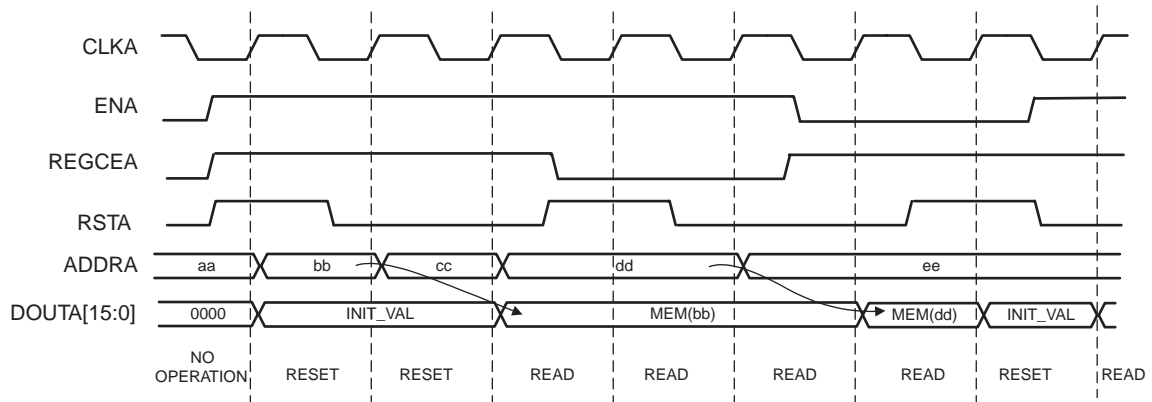 CLKA
ENA
REGCEA
RSTA
ADDRA aa bb cc dd ee
DOUTA[15:0] 0000 INIT_VAL MEM(bb) MEM(dd) INIT_VAL
NO
OPERATION RESET RESET READ READ READ READ RESET READ